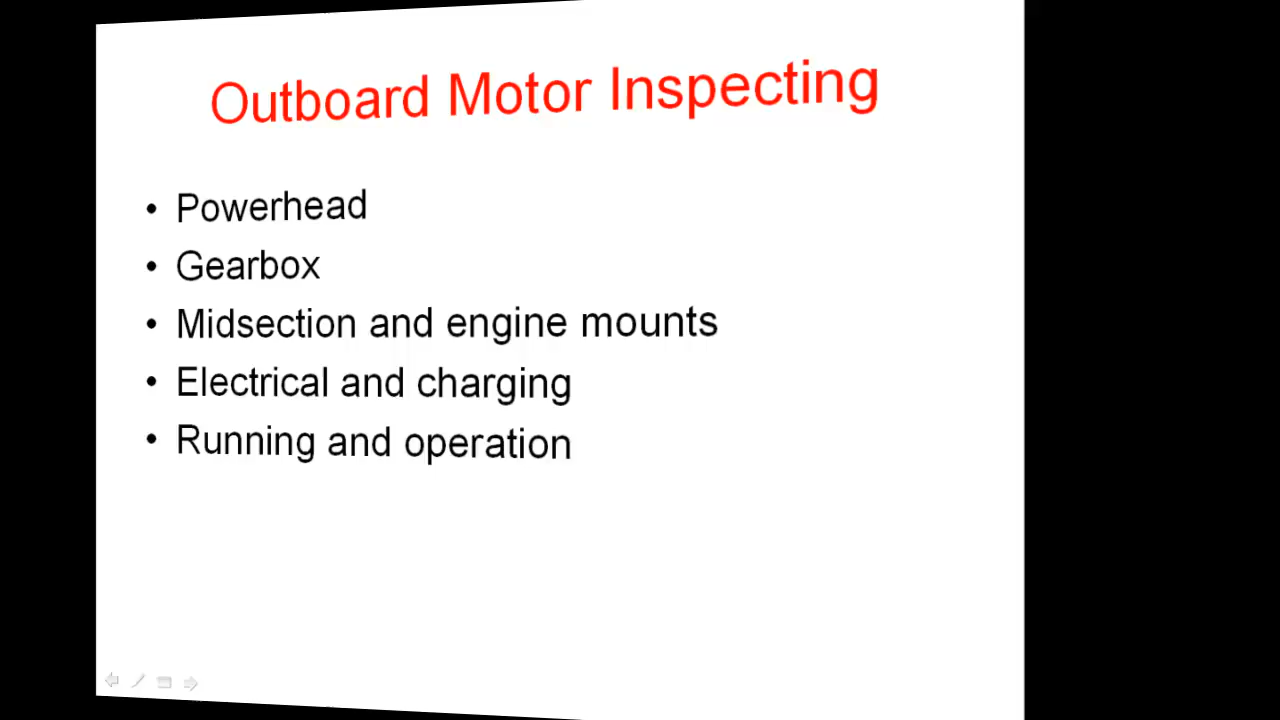 Outboard Motor Inspecting
• Powerhead
• Gearbox
• Midsection and engine mounts
• Electrical and charging
• Running and operation